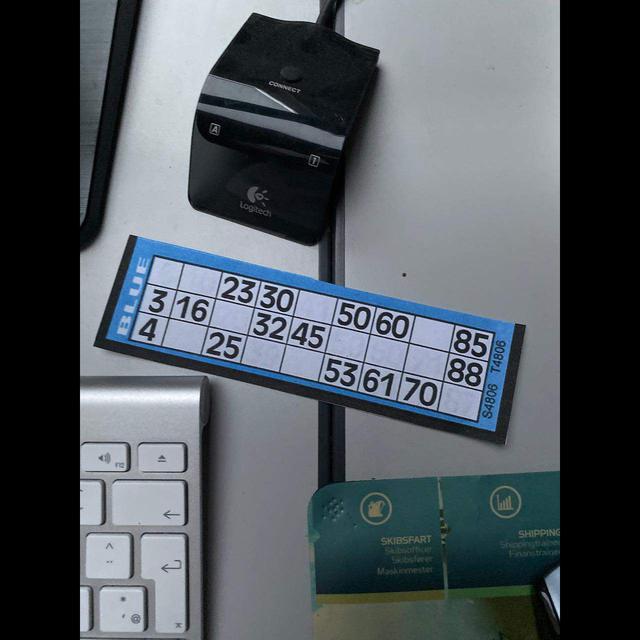 CONNECT
A
T
Logitech
BLUE
23 30 50 60 85
3 16 32 45 88
4 25 53 61 70
S4806 T4806
F12
^
¨
*
' @
SKIBSFART
Skibsofficer
Skibsfører
Maskinmester
SHIPPING